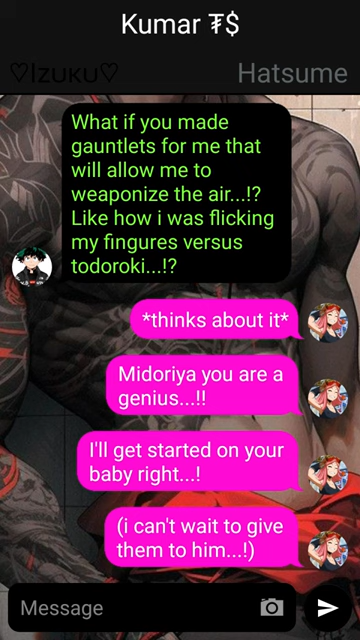 Kumar ₮$
♡Izuku♡
Hatsume
What if you made
gauntlets for me that
will allow me to
weaponize the air...!?
Like how i was flicking
my fingures versus
todoroki...!?
*thinks about it*
Midoriya you are a
genius...!!
I'll get started on your
baby right...!
(i can't wait to give
them to him...!)
Message